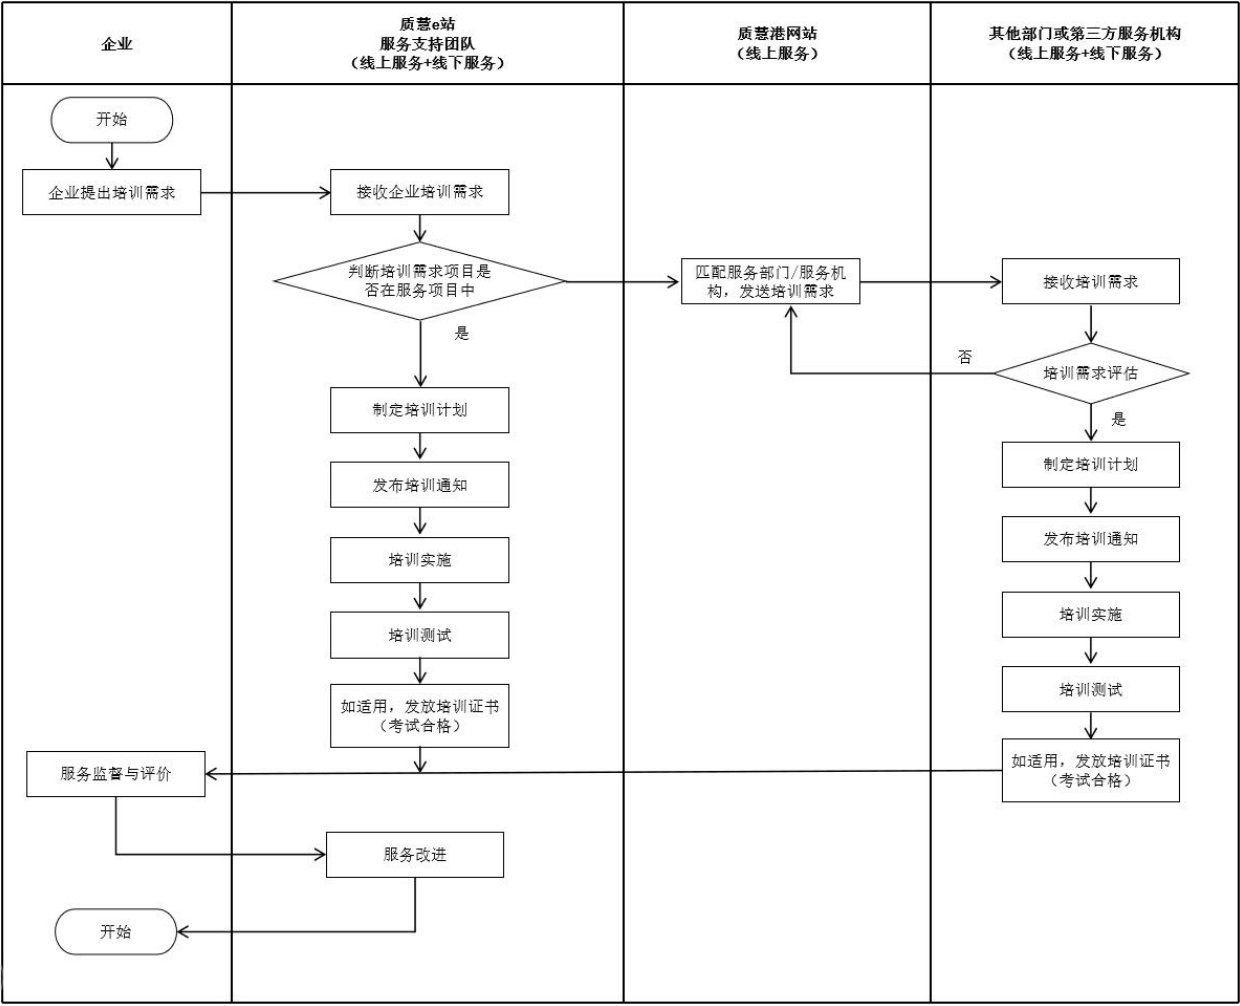 企业
质慧e站
服务支持团队
（线上服务+线下服务）
质慧港网站
（线上服务）
其他部门或第三方服务机构
（线上服务+线下服务）
开始
企业提出培训需求
接收企业培训需求
判断培训需求项目是
否在服务项目中
匹配服务部门/服务机
构，发送培训需求
接收培训需求
是
否
培训需求评估
是
制定培训计划
发布培训通知
培训实施
培训测试
如适用，发放培训证书
（考试合格）
制定培训计划
发布培训通知
培训实施
培训测试
如适用，发放培训证书
（考试合格）
服务监督与评价
服务改进
开始